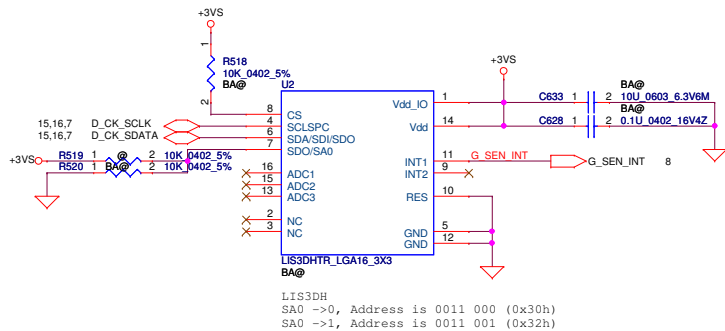 +3VS
1
R518
10K_0402_5%
BA@
2
U2
+3VS
8 CS
Vdd_IO 1
C633 1 2 10U_0603_6.3V6M
BA@
15,16,7 D_CK_SCLK 4 SCLSPC
15,16,7 D_CK_SDATA 6 SDA/SDI/SDO
Vdd 14
C628 1 2 0.1U_0402_16V4Z
BA@
7 SDO/SA0
+3VS R519 1 @ 2 10K_0402_5%
R520 1 BA@ 2 10K_0402_5%
INT1 11 G_SEN_INT G_SEN_INT 8
INT2 9
16 ADC1
15 ADC2
13 ADC3
RES 10
2 NC
3 NC
GND 5
GND 12
LIS3DHTR_LGA16_3X3
BA@
LIS3DH
SA0 ->0, Address is 0011 000 (0x30h)
SA0 ->1, Address is 0011 001 (0x32h)